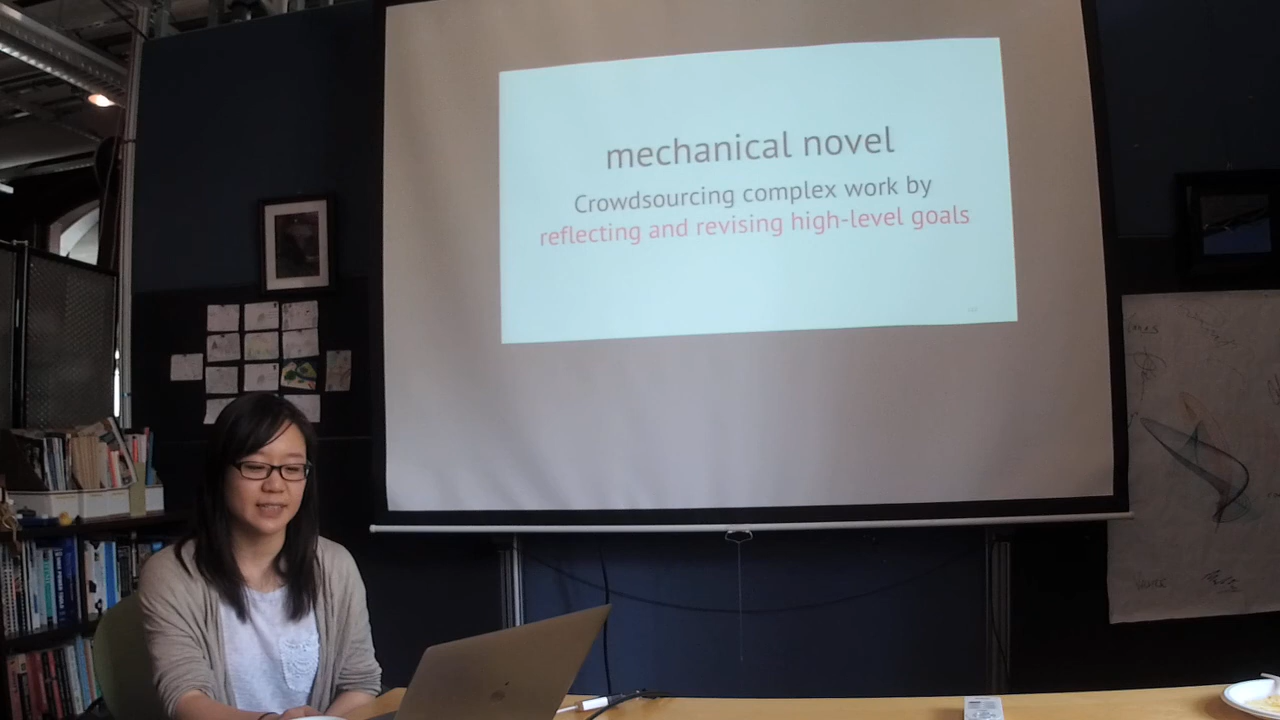 mechanical novel
Crowdsourcing complex work by
reflecting and revising high-level goals